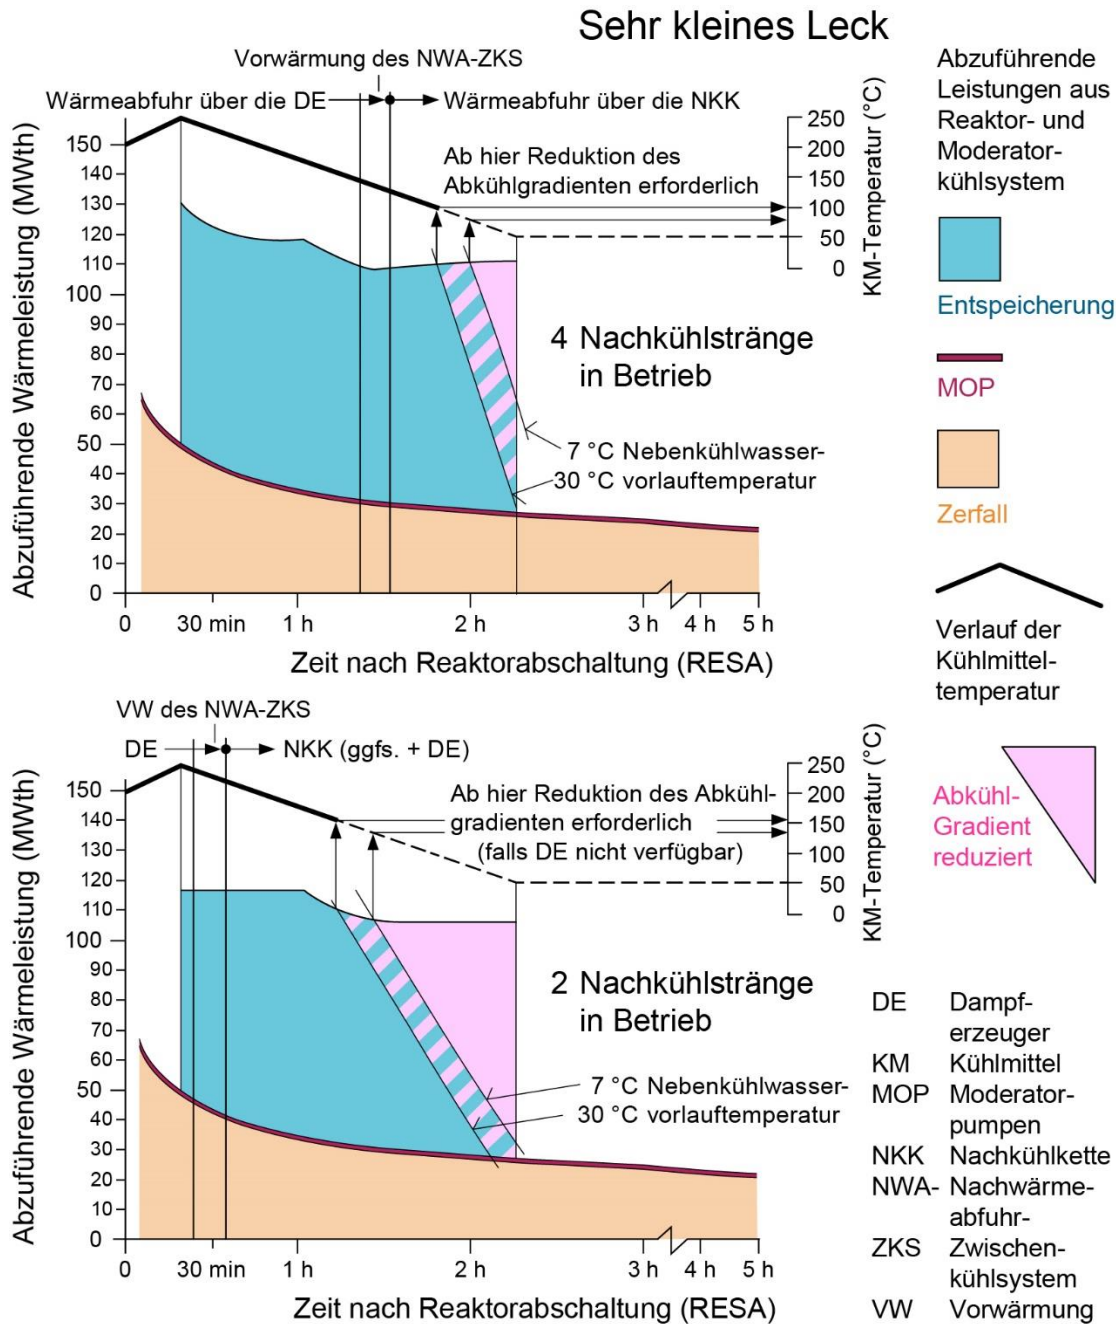 Sehr kleines Leck
Vorwärmung des NWA-ZKS
Wärmeabfuhr über die DE
Wärmeabfuhr über die NKK
Abzuführende Wärmeleistung (MWth)
150
140
130
120
110
100
90
80
70
60
50
40
30
20
10
0
Ab hier Reduktion des
Abkühlgradienten erforderlich
250
200
150
100
50
0
KM-Temperatur (°C)
4 Nachkühlstränge
in Betrieb
7 °C Nebenkühlwasser-
30 °C vorlauftemperatur
0
30 min
1 h
2 h
3 h
4 h
5 h
Zeit nach Reaktorabschaltung (RESA)
VW des NWA-ZKS
DE
NKK (ggfs. + DE)
Abzuführende Wärmeleistung (MWth)
150
140
130
120
110
100
90
80
70
60
50
40
30
20
10
0
Ab hier Reduktion des Abkühl-
gradienten erforderlich
(falls DE nicht verfügbar)
250
200
150
100
50
0
KM-Temperatur (°C)
2 Nachkühlstränge
in Betrieb
7 °C Nebenkühlwasser-
30 °C vorlauftemperatur
0
30 min
1 h
2 h
3 h
4 h
5 h
Zeit nach Reaktorabschaltung (RESA)
Abzuführende
Leistungen aus
Reaktor- und
Moderator-
kühlsystem
Entspeicherung
MOP
Zerfall
Verlauf der
Kühlmittel-
temperatur
Abkühl-
Gradient
reduziert
DE Dampf-
erzeuger
KM Kühlmittel
MOP Moderator-
pumpen
NKK Nachkühlkette
NWA- Nachwärme-
abfuhr-
ZKS Zwischen-
kühlsystem
VW Vorwärmung